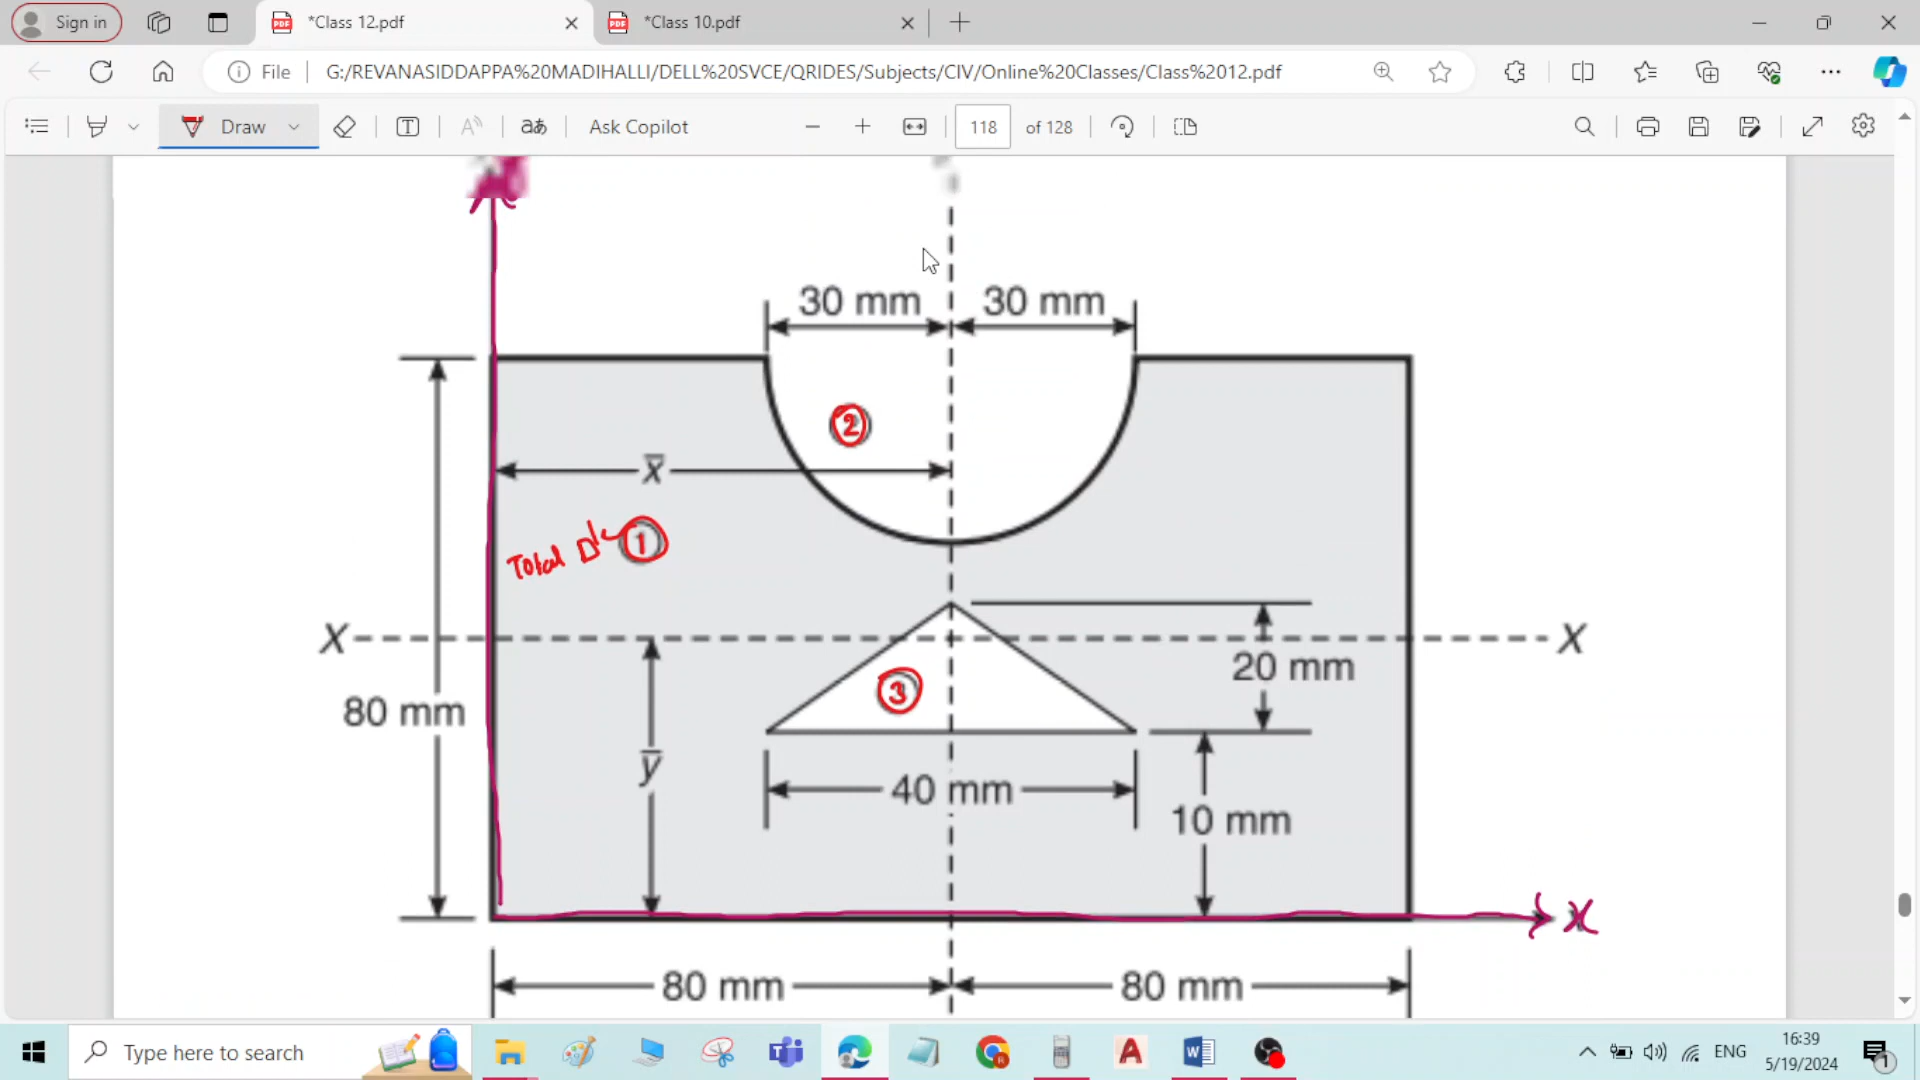 Sign in
*Class 12.pdf
*Class 10.pdf
File
G:/REVANASIDDAPPA%20MADIHALLI/DELL%20SVCE/QRIDES/Subjects/CIV/Online%20Classes/Class%2012.pdf
Draw
Ask Copilot
118 of 128
30 mm 30 mm
2
x̅
Total
1
X X
20 mm
3
80 mm
y̅
40 mm
10 mm
x
80 mm 80 mm
Type here to search
ENG
16:39
5/19/2024
1